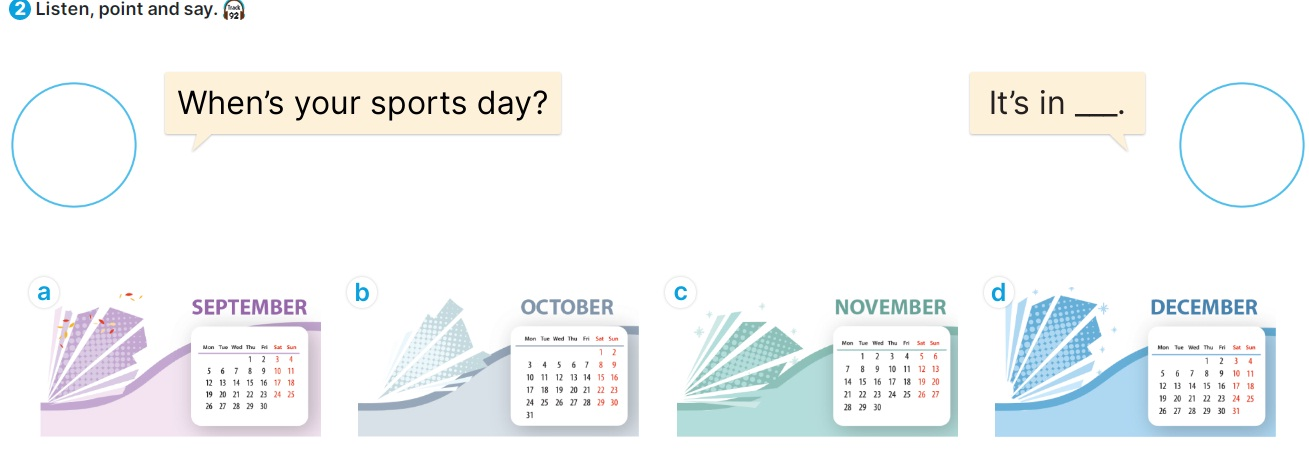 2 Listen, point and say. Track 92
When's your sports day?
It's in ___.
a
SEPTEMBER
Mon Tue Wed Thu Fri Sat Sun
1 2 3 4
5 6 7 8 9 10 11
12 13 14 15 16 17 18
19 20 21 22 23 24 25
26 27 28 29 30
b
OCTOBER
Mon Tue Wed Thu Fri Sat Sun
1 2
3 4 5 6 7 8 9
10 11 12 13 14 15 16
17 18 19 20 21 22 23
24 25 26 27 28 29 30
31
c
NOVEMBER
Mon Tue Wed Thu Fri Sat Sun
1 2 3 4 5 6
7 8 9 10 11 12 13
14 15 16 17 18 19 20
21 22 23 24 25 26 27
28 29 30
d
DECEMBER
Mon Tue Wed Thu Fri Sat Sun
1 2 3 4
5 6 7 8 9 10 11
12 13 14 15 16 17 18
19 20 21 22 23 24 25
26 27 28 29 30 31